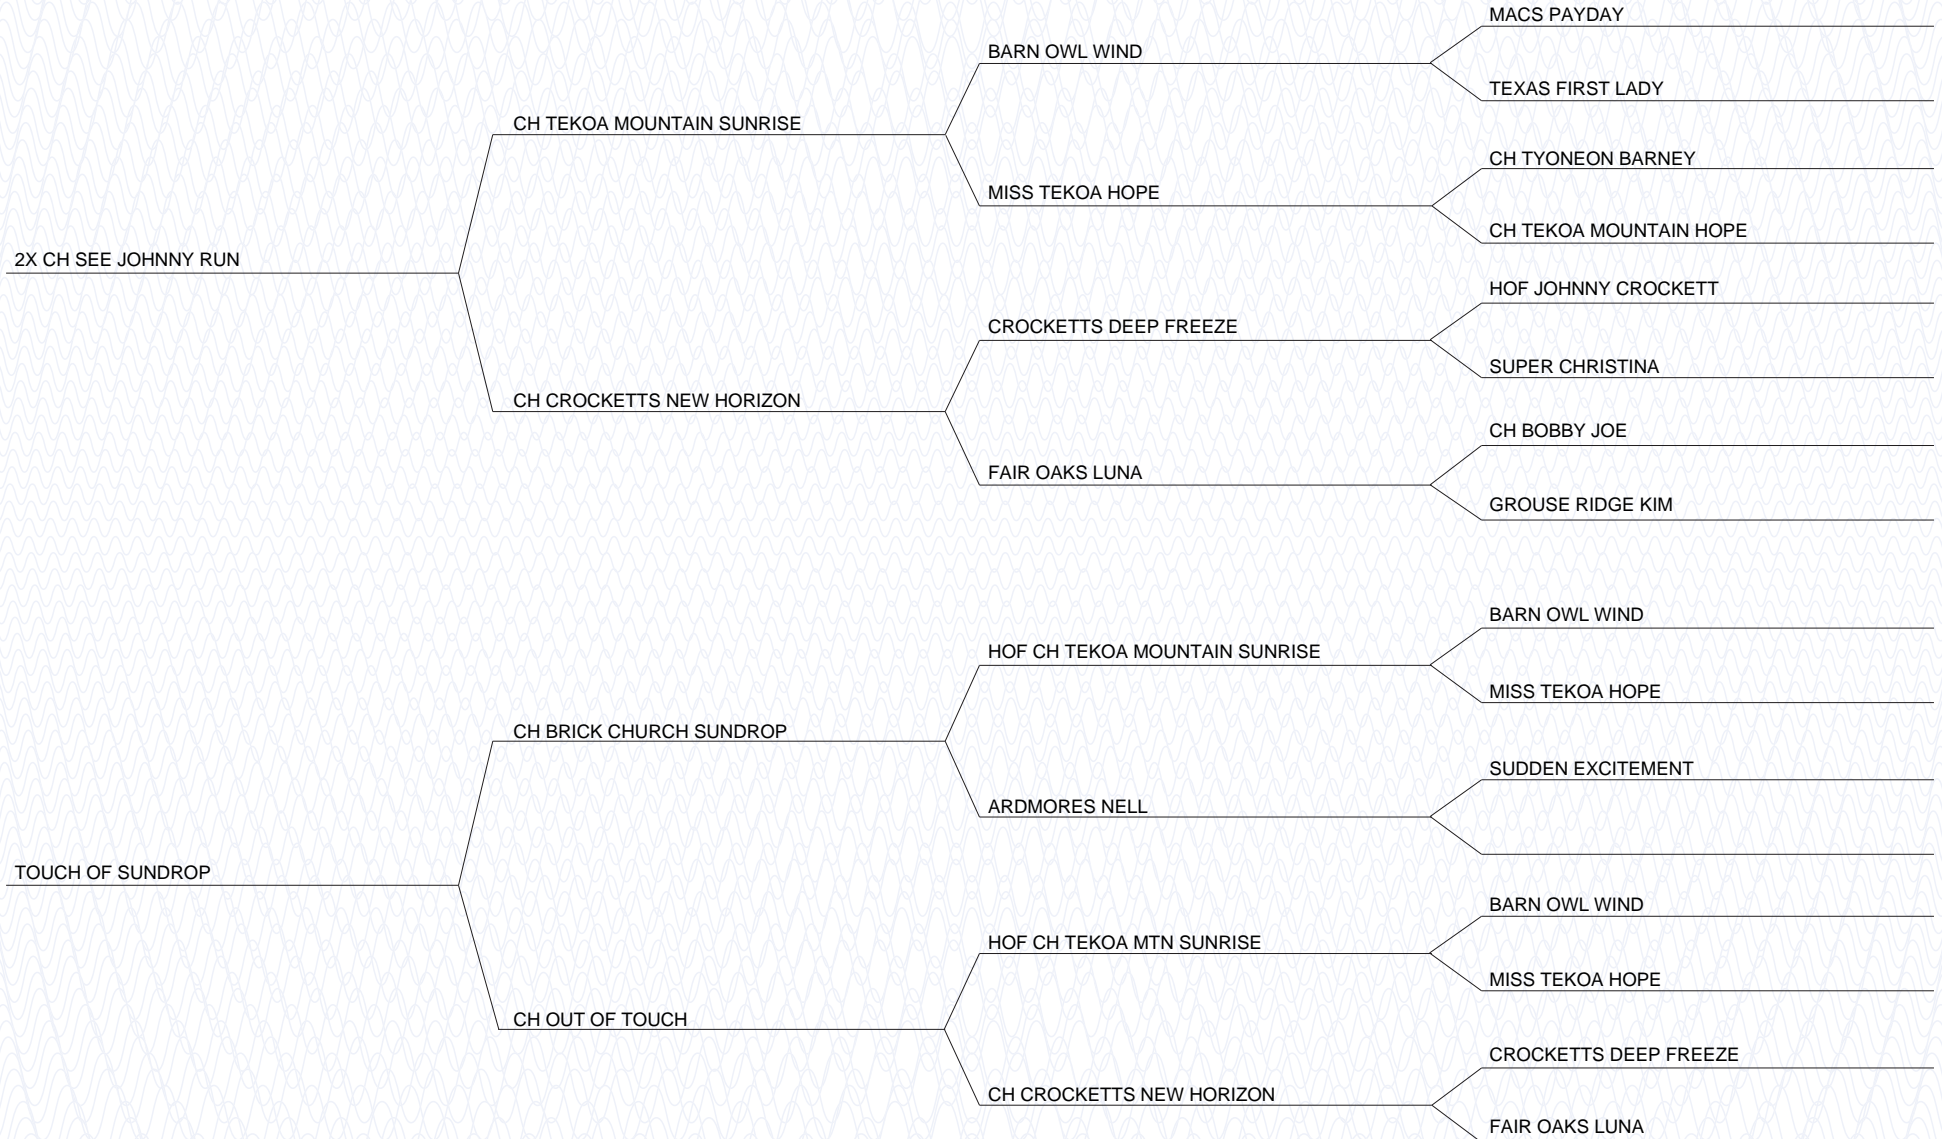 MACS PAYDAY
BARN OWL WIND
TEXAS FIRST LADY
CH TEKOA MOUNTAIN SUNRISE
CH TYONEON BARNEY
MISS TEKOA HOPE
CH TEKOA MOUNTAIN HOPE
2X CH SEE JOHNNY RUN
HOF JOHNNY CROCKETT
CROCKETTS DEEP FREEZE
SUPER CHRISTINA
CH CROCKETTS NEW HORIZON
CH BOBBY JOE
FAIR OAKS LUNA
GROUSE RIDGE KIM
BARN OWL WIND
HOF CH TEKOA MOUNTAIN SUNRISE
MISS TEKOA HOPE
CH BRICK CHURCH SUNDROP
SUDDEN EXCITEMENT
ARDMORES NELL
TOUCH OF SUNDROP
BARN OWL WIND
HOF CH TEKOA MTN SUNRISE
MISS TEKOA HOPE
CH OUT OF TOUCH
CROCKETTS DEEP FREEZE
CH CROCKETTS NEW HORIZON
FAIR OAKS LUNA